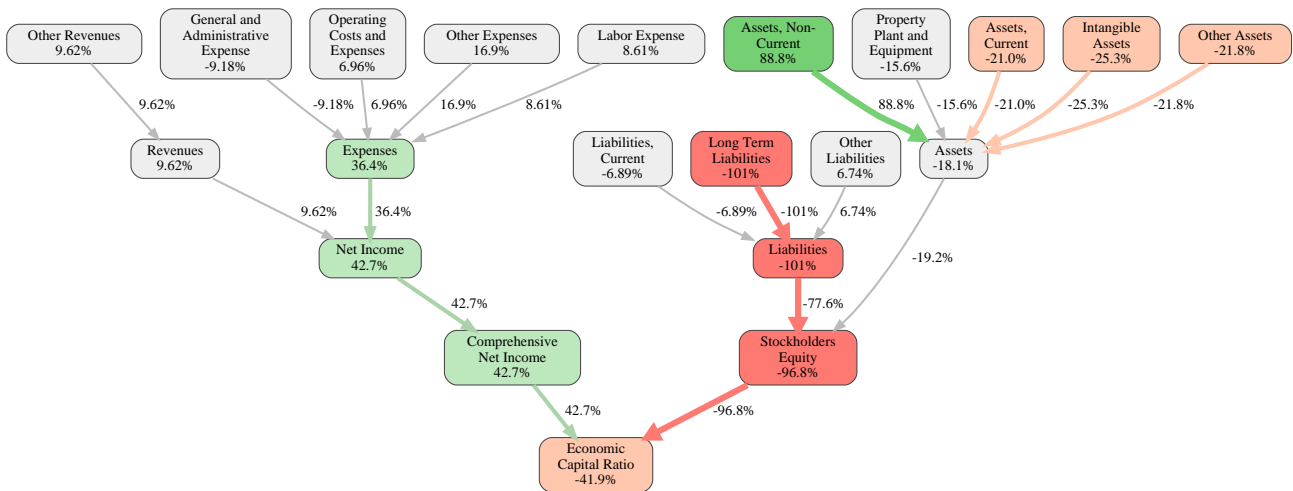 Other Revenues
9.62%
General and
Administrative
Expense
-9.18%
Operating
Costs and
Expenses
6.96%
Other Expenses
16.9%
Labor Expense
8.61%
Assets, Non-
Current
88.8%
Property
Plant and
Equipment
-15.6%
Assets,
Current
-21.0%
Intangible
Assets
-25.3%
Other Assets
-21.8%
9.62%
-9.18%
6.96%
16.9%
8.61%
88.8%
-15.6%
-21.0%
-25.3%
-21.8%
Revenues
9.62%
Expenses
36.4%
Liabilities,
Current
-6.89%
Long Term
Liabilities
-101%
Other
Liabilities
6.74%
Assets
-18.1%
9.62%
36.4%
-6.89%
-101%
6.74%
-19.2%
Net Income
42.7%
Liabilities
-101%
42.7%
-77.6%
Comprehensive
Net Income
42.7%
Stockholders
Equity
-96.8%
42.7%
-96.8%
Economic
Capital Ratio
-41.9%